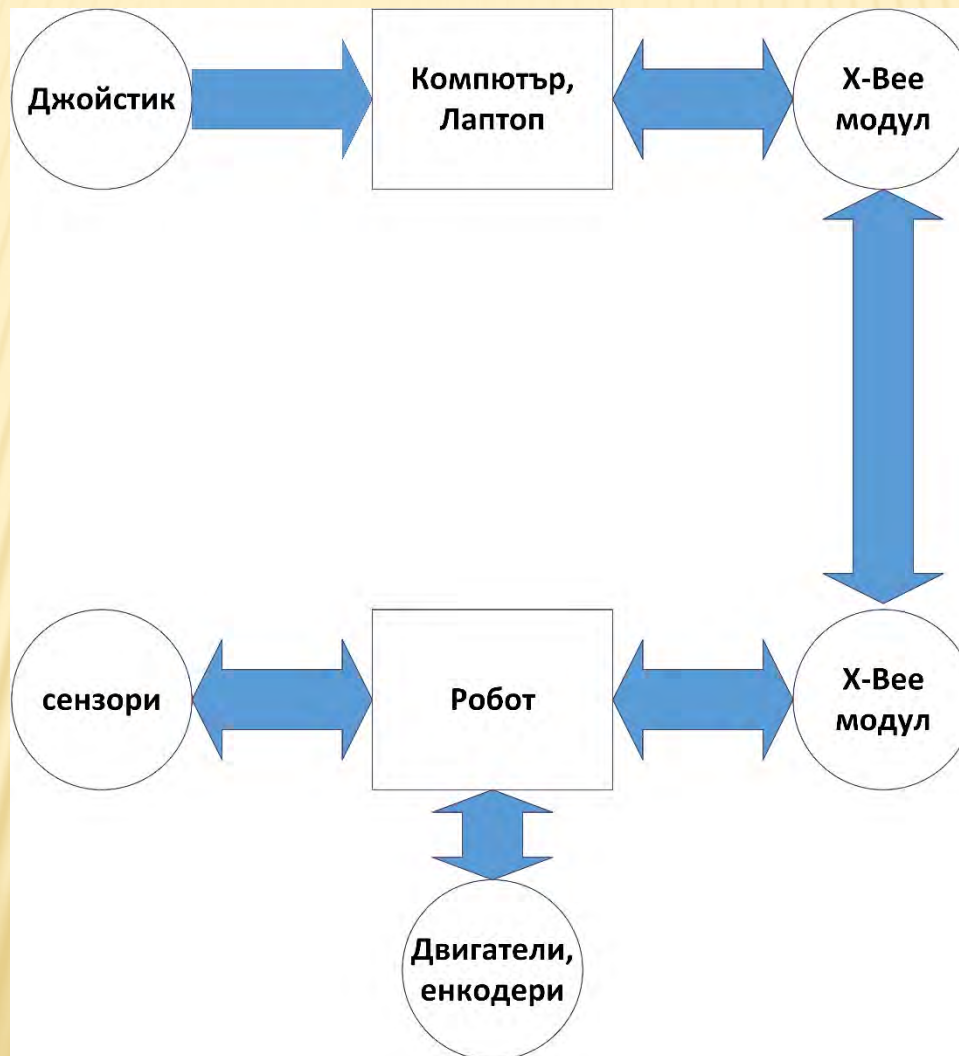 Джойстик
Компютър,
Лаптоп
X-Bee
модул
сензори
Робот
X-Bee
модул
Двигатели,
енкодери